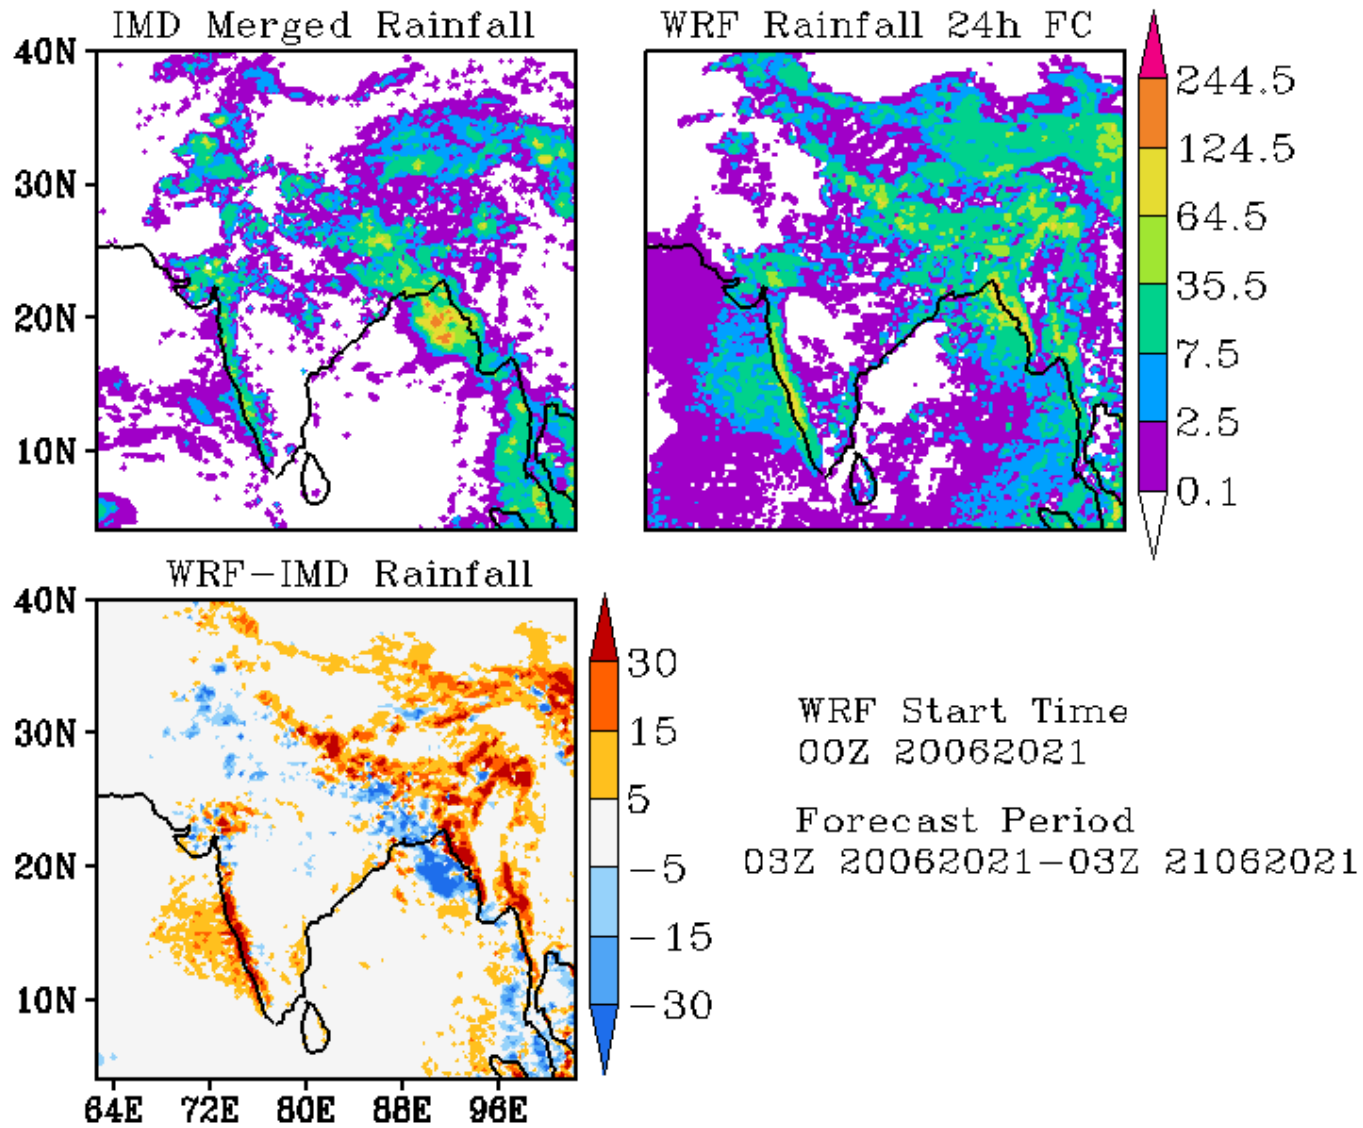 IMD Merged Rainfall
WRF Rainfall 24h FC
40N
30N
20N
10N
244.5
124.5
64.5
35.5
7.5
2.5
0.1
WRF-IMD Rainfall
40N
30N
20N
10N
64E 72E 80E 88E 96E
30
15
5
-5
-15
-30
WRF Start Time
00Z 20062021
Forecast Period
03Z 20062021-03Z 21062021